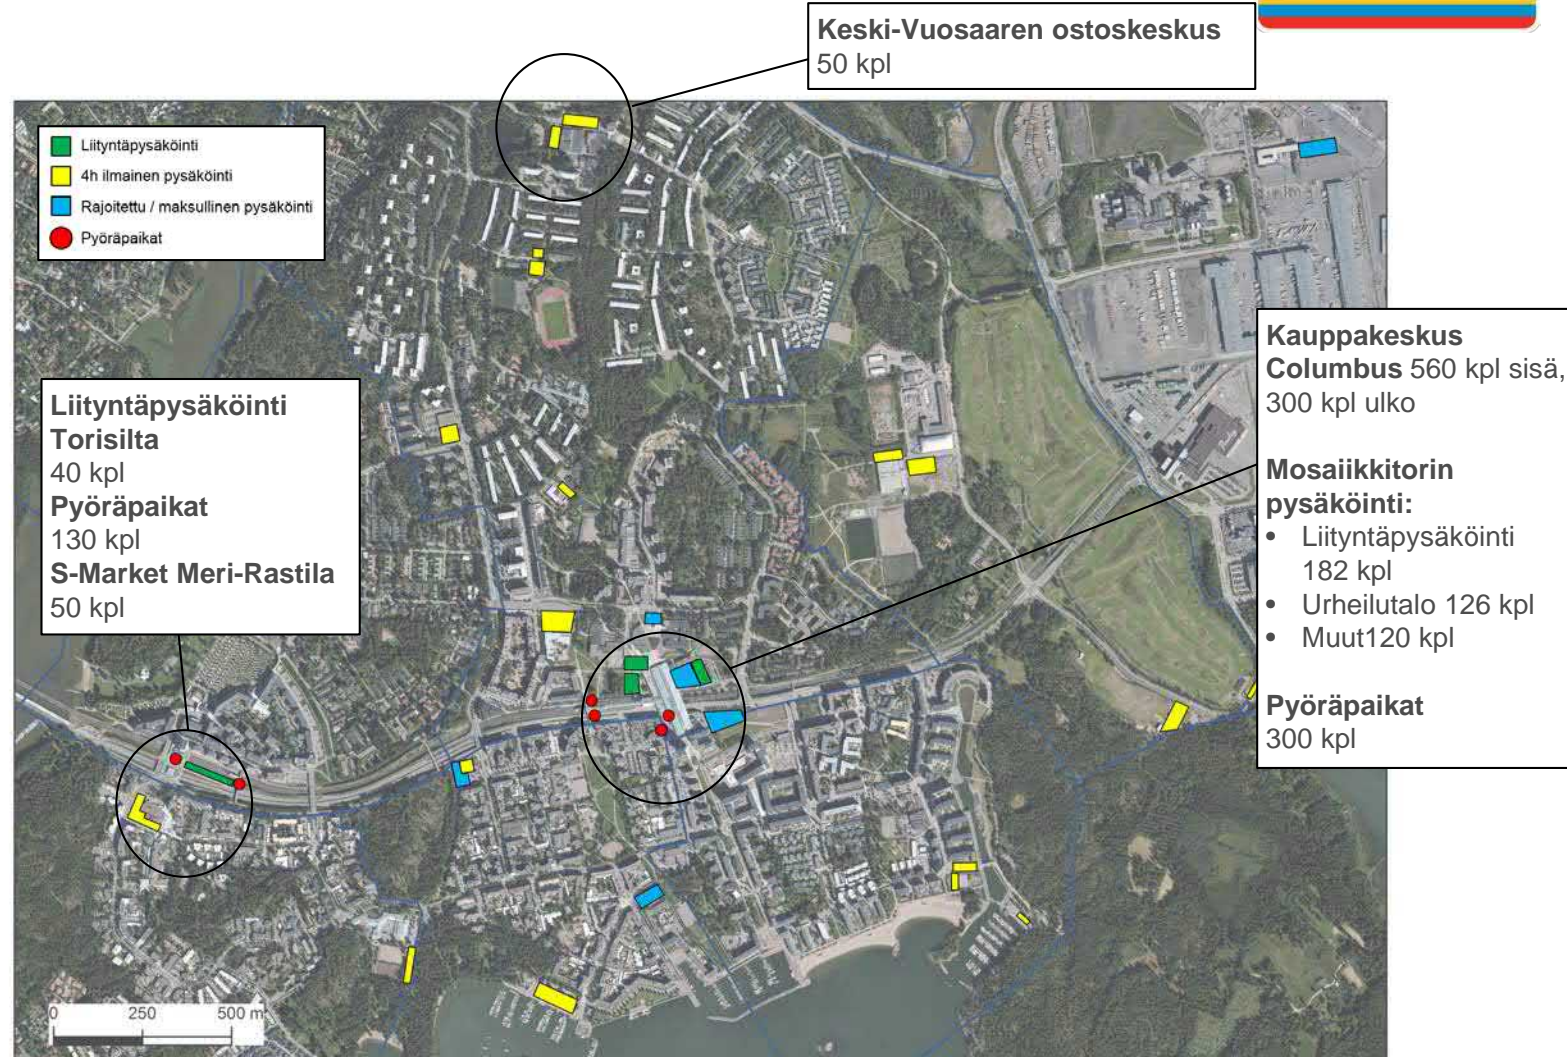 Keski-Vuosaaren ostoskeskus
50 kpl
Liityntäpysäköinti
4h ilmainen pysäköinti
Rajoitettu / maksullinen pysäköinti
Pyöräpaikat
Liityntäpysäköinti
Torisilta
40 kpl
Pyöräpaikat
130 kpl
S-Market Meri-Rastila
50 kpl
Kauppakeskus
Columbus 560 kpl sisä,
300 kpl ulko
Mosaiikkitorin
pysäköinti:
• Liityntäpysäköinti
182 kpl
• Urheilutalo 126 kpl
• Muut120 kpl
Pyöräpaikat
300 kpl
0 250 500 m